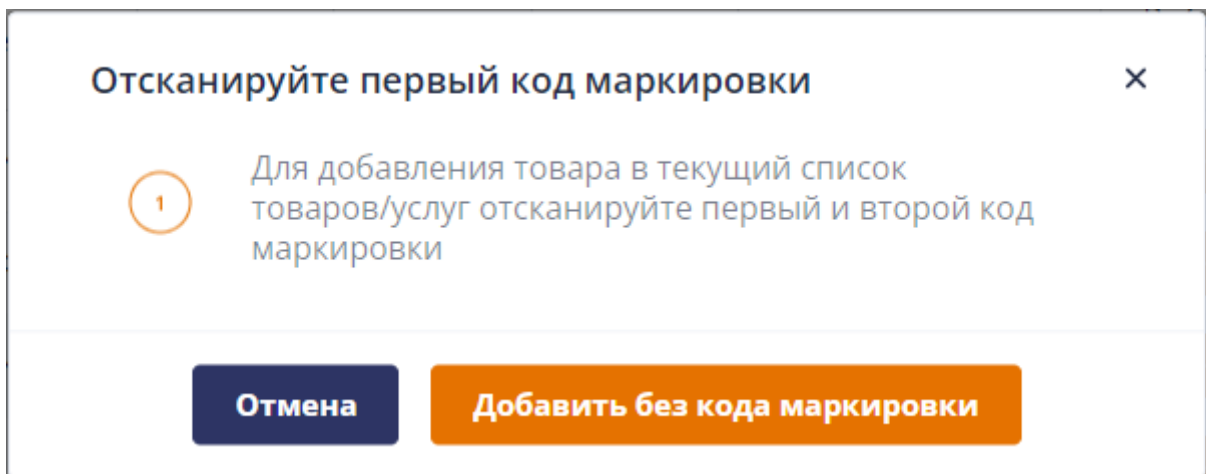 Отсканируйте первый код маркировки
×
1
Для добавления товара в текущий список
товаров/услуг отсканируйте первый и второй код
маркировки
Отмена
Добавить без кода маркировки